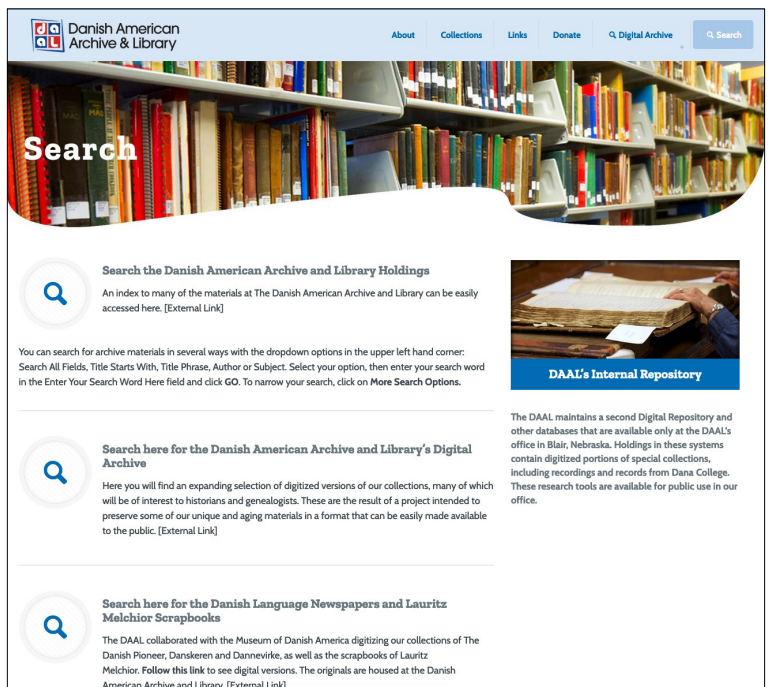 Danish American
Archive & Library
About
Collections
Links
Donate
Digital Archive
Search
Search
Search the Danish American Archive and Library Holdings
An index to many of the materials at The Danish American Archive and Library can be easily
accessed here. [External Link]
You can search for archive materials in several ways with the dropdown options in the upper left hand corner:
Search All Fields, Title Starts With, Title Phrase, Author or Subject. Select your option, then enter your search word
in the Enter Your Search Word Here field and click GO. To narrow your search, click on More Search Options.
Search here for the Danish American Archive and Library's Digital
Archive
Here you will find an expanding selection of digitized versions of our collections, many of which
will be of interest to historians and genealogists. These are the result of a project intended to
preserve some of our unique and aging materials in a format that can be easily made available
to the public. [External Link]
Search here for the Danish Language Newspapers and Lauritz
Melchior Scrapbooks
The DAAL collaborated with the Museum of Danish America digitizing our collections of The
Danish Pioneer, Danskeren and Dannevirke, as well as the scrapbooks of Lauritz
Melchior. Follow this link to see digital versions. The originals are housed at the Danish
American Archive and Library. [External Link]
DAAL's Internal Repository
The DAAL maintains a second Digital Repository and
other databases that are available only at the DAAL's
office in Blair, Nebraska. Holdings in these systems
contain digitized portions of special collections,
including recordings and records from Dana College.
These research tools are available for public use in our
office.